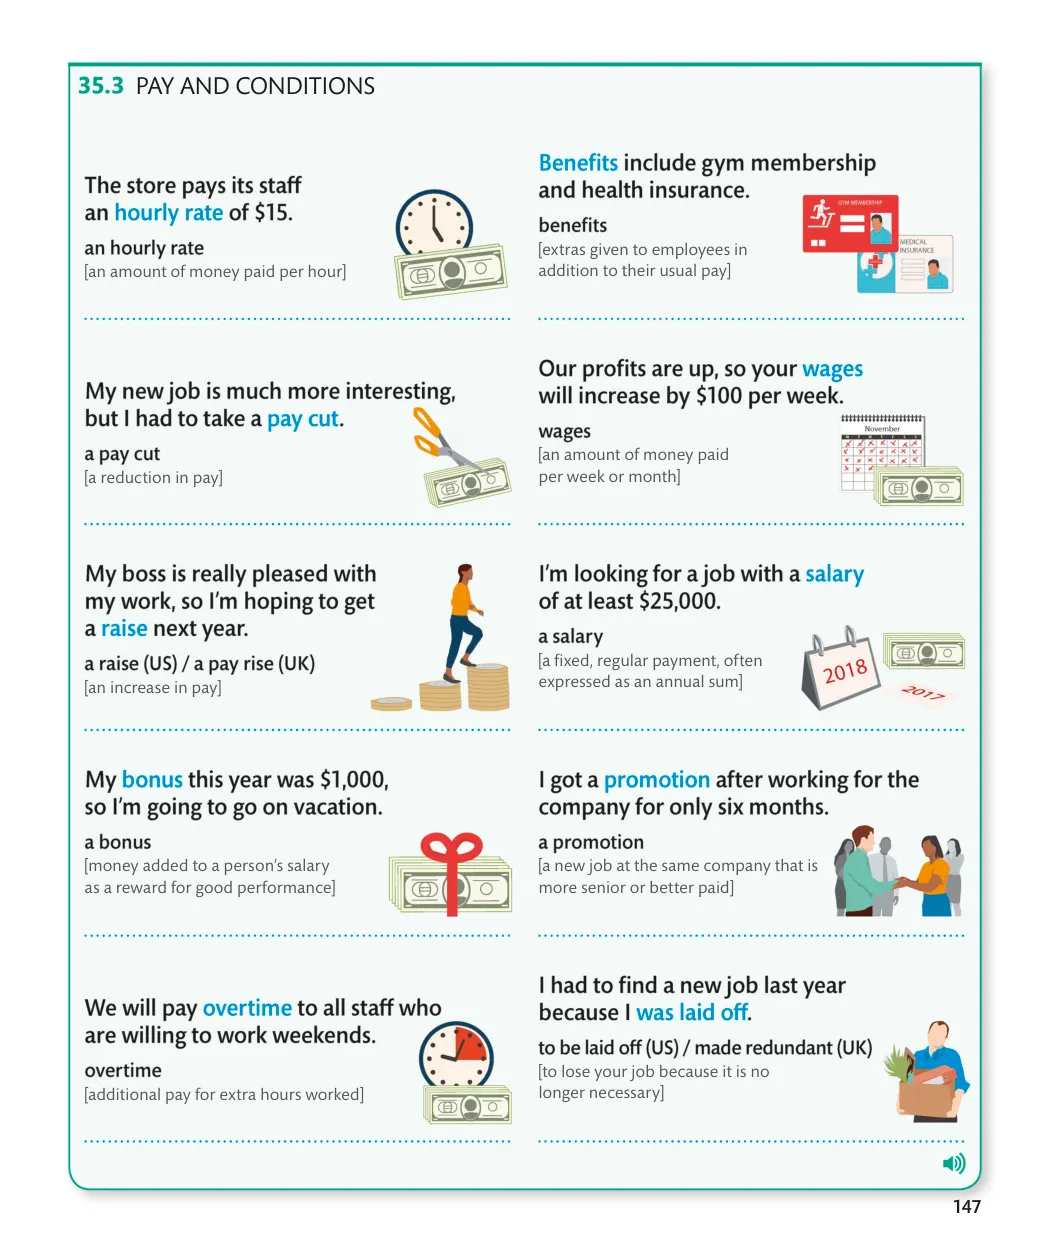 35.3 PAY AND CONDITIONS
The store pays its staff
an hourly rate of $15.
an hourly rate
[an amount of money paid per hour]
Benefits include gym membership
and health insurance.
benefits
[extras given to employees in
addition to their usual pay]
GYM MEMBERSHIP
MEDICAL
INSURANCE
My new job is much more interesting,
but I had to take a pay cut.
a pay cut
[a reduction in pay]
Our profits are up, so your wages
will increase by $100 per week.
wages
[an amount of money paid
per week or month]
November
My boss is really pleased with
my work, so I'm hoping to get
a raise next year.
a raise (US) / a pay rise (UK)
[an increase in pay]
I'm looking for a job with a salary
of at least $25,000.
a salary
[a fixed, regular payment, often
expressed as an annual sum]
2018
2017
My bonus this year was $1,000,
so I'm going to go on vacation.
a bonus
[money added to a person's salary
as a reward for good performance]
I got a promotion after working for the
company for only six months.
a promotion
[a new job at the same company that is
more senior or better paid]
We will pay overtime to all staff who
are willing to work weekends.
overtime
[additional pay for extra hours worked]
I had to find a new job last year
because I was laid off.
to be laid off (US) / made redundant (UK)
[to lose your job because it is no
longer necessary]
147